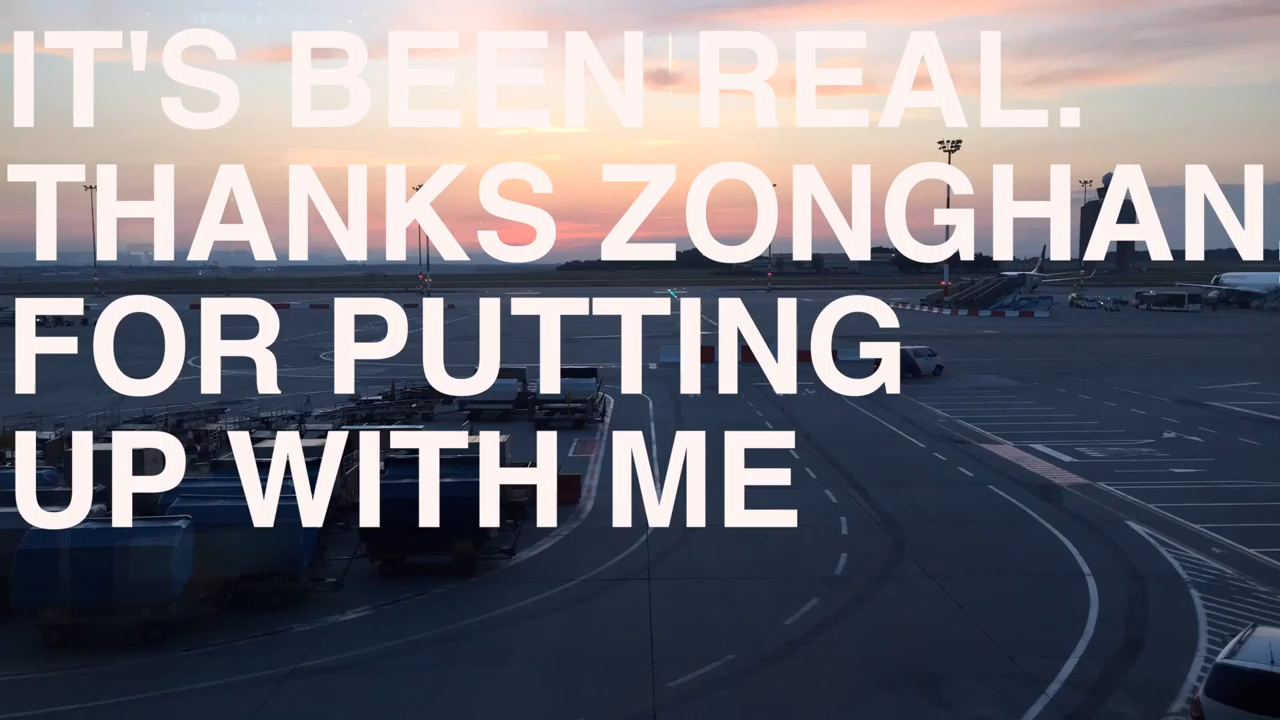 IT'S BEEN REAL.
THANKS ZONGHAN
FOR PUTTING
UP WITH ME